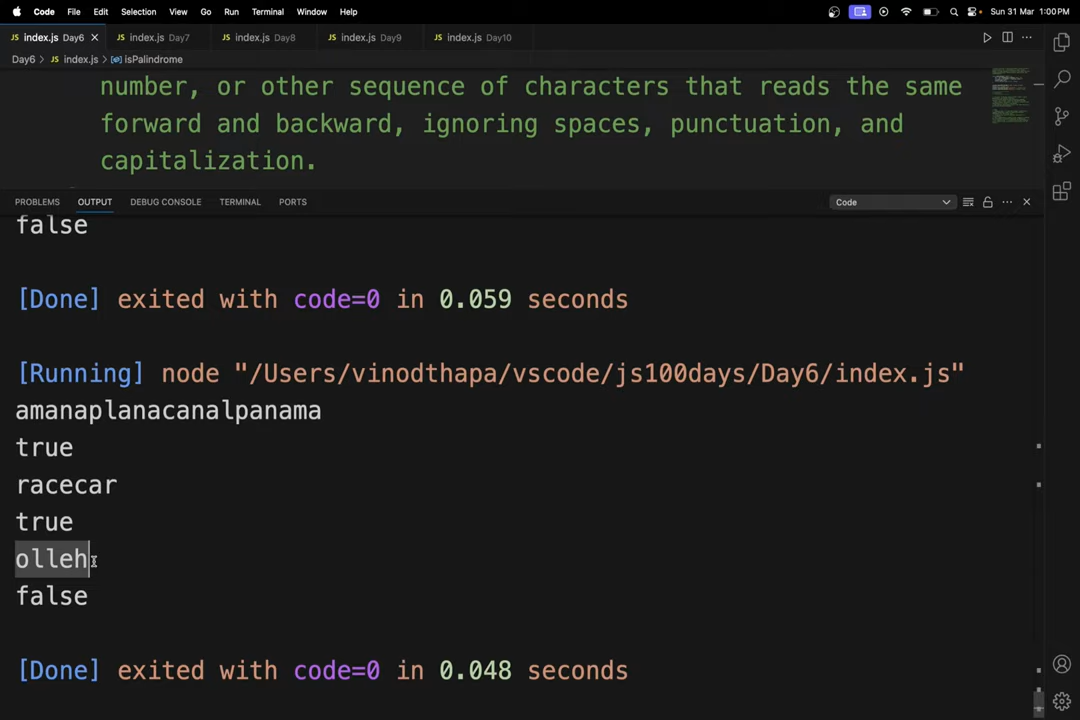 Code File Edit Selection View Go Run Terminal Window Help Sun 31 Mar 1:00 PM
index.js Day6 index.js Day7 index.js Day8 index.js Day9 index.js Day10
Day6 > index.js > isPalindrome
number, or other sequence of characters that reads the same
forward and backward, ignoring spaces, punctuation, and
capitalization.
PROBLEMS OUTPUT DEBUG CONSOLE TERMINAL PORTS Code
false
[Done] exited with code=0 in 0.059 seconds
[Running] node "/Users/vinodthapa/vscode/js100days/Day6/index.js"
amanaplanacanalpanama
true
racecar
true
olleh
false
[Done] exited with code=0 in 0.048 seconds